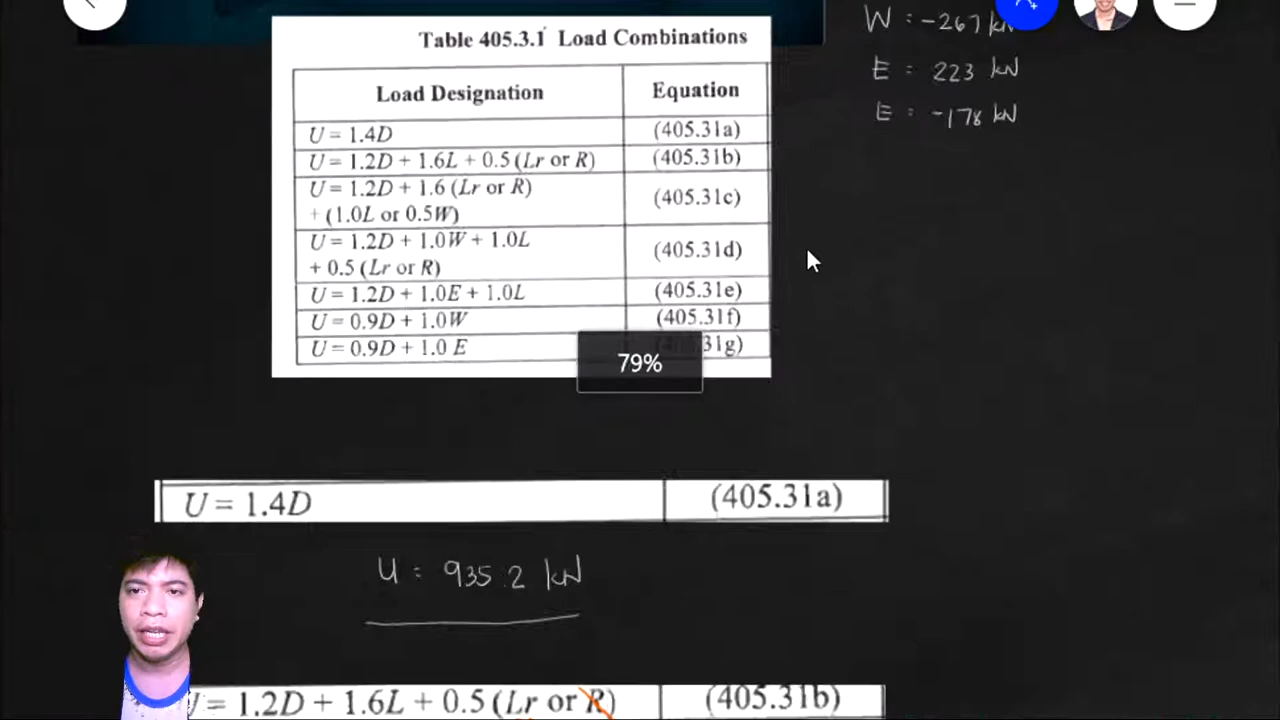 Table 405.3.1 Load Combinations
Load Designation Equation
U = 1.4D (405.31a)
U = 1.2D + 1.6L + 0.5 (Lr or R) (405.31b)
U = 1.2D + 1.6 (Lr or R)
+ (1.0L or 0.5W) (405.31c)
U = 1.2D + 1.0W + 1.0L
+ 0.5 (Lr or R) (405.31d)
U = 1.2D + 1.0E + 1.0L (405.31e)
U = 0.9D + 1.0W (405.31f)
U = 0.9D + 1.0 E 31g)
W = -267 kN
E = 223 kN
E = -178 kN
79%
U = 1.4D (405.31a)
U = 935.2 kN
U = 1.2D + 1.6L + 0.5 (Lr or R) (405.31b)